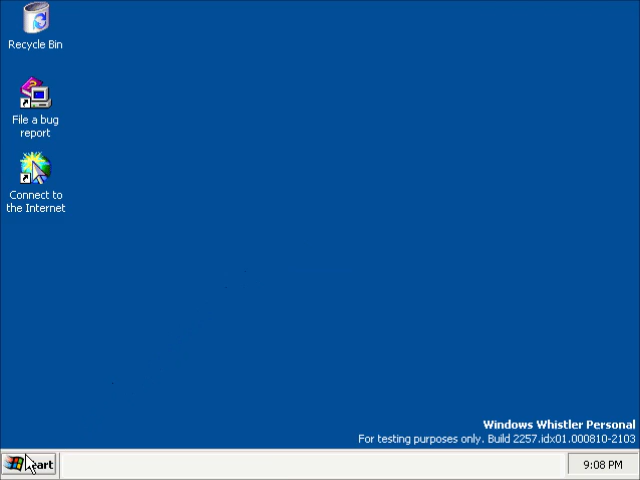 Recycle Bin
File a bug
report
Connect to
the Internet
Windows Whistler Personal
For testing purposes only. Build 2257.idx01.000810-2103
9:08 PM